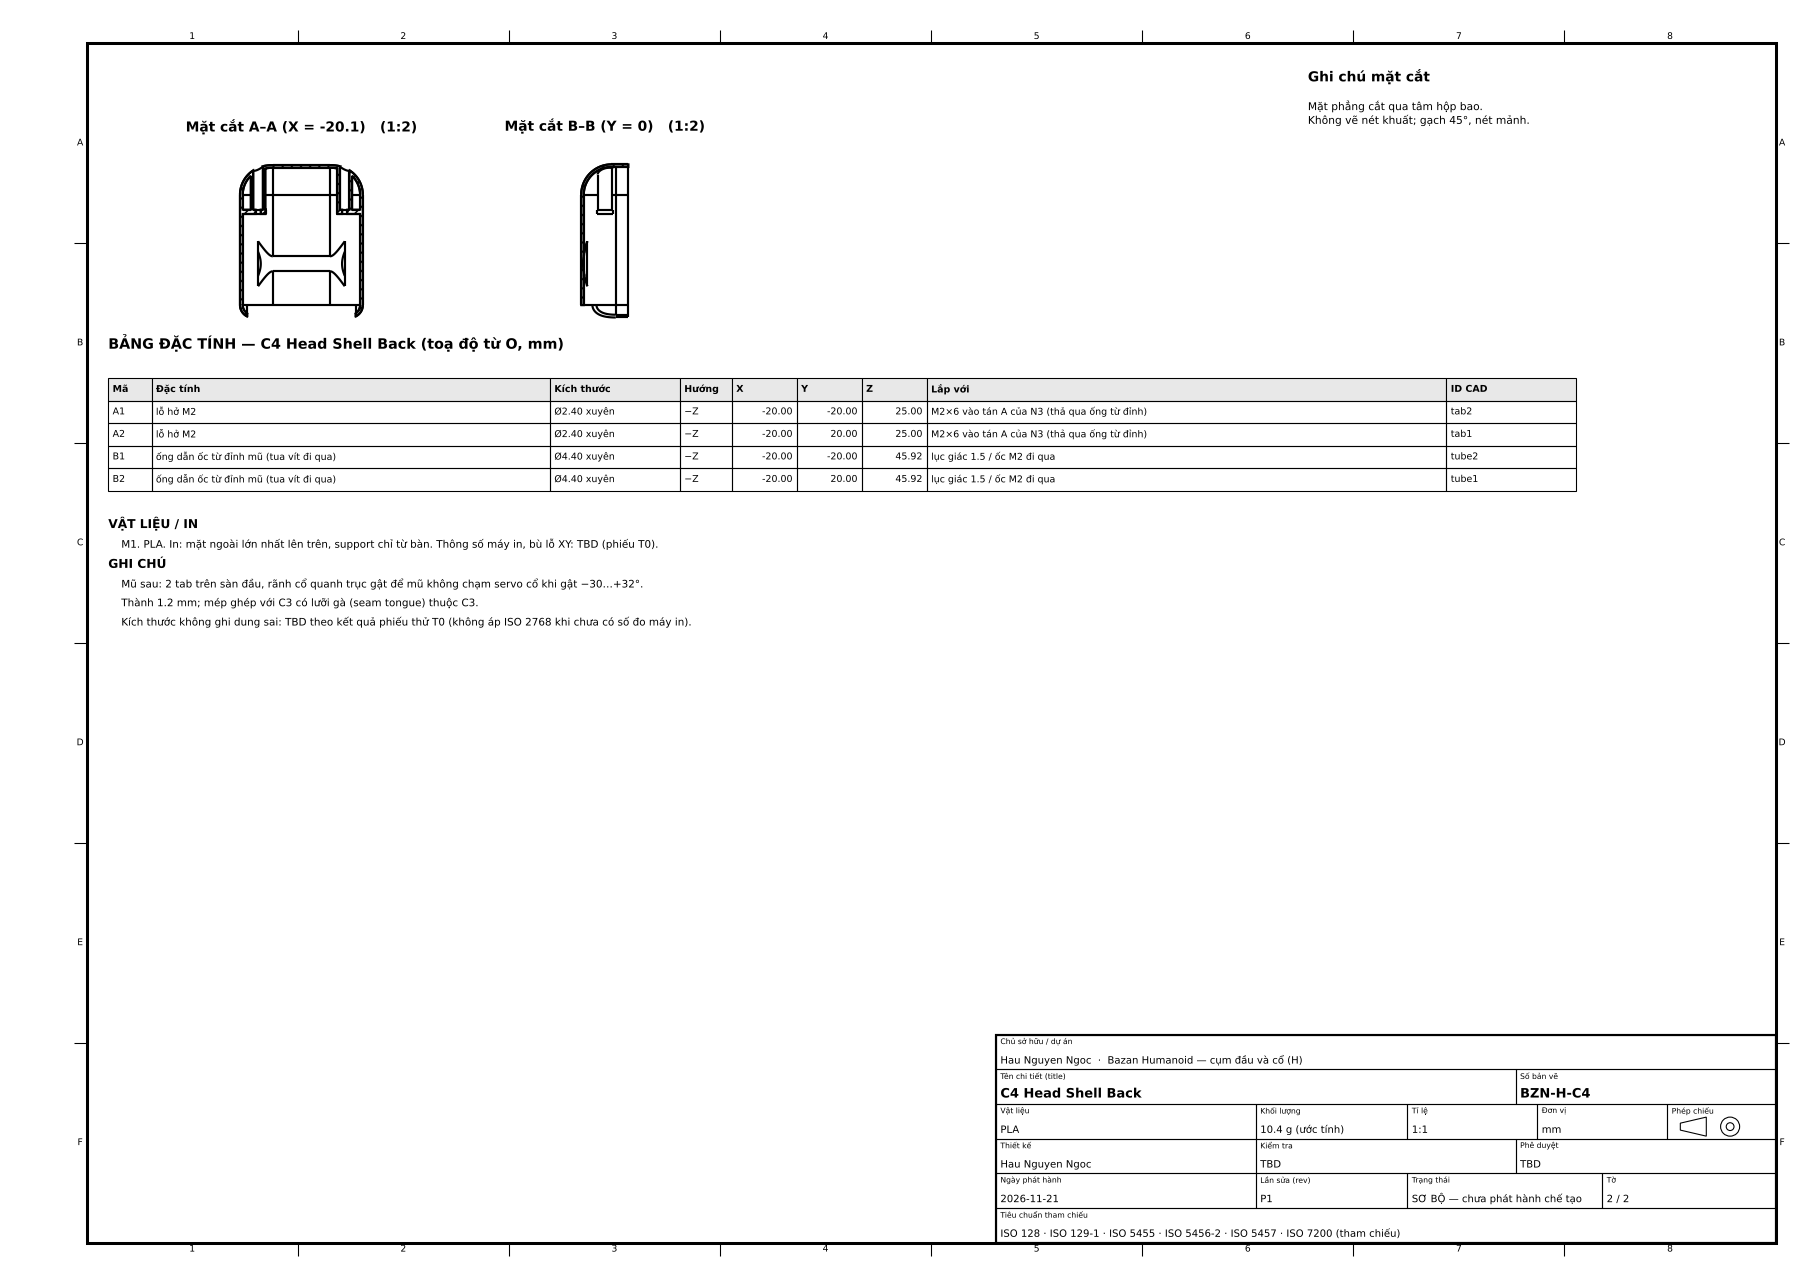 1 2 3 4 5 6 7 8
Ghi chú mặt cắt
Mặt phẳng cắt qua tâm hộp bao.
Không vẽ nét khuất; gạch 45°, nét mảnh.
Mặt cắt A–A (X = -20.1) (1:2)
Mặt cắt B–B (Y = 0) (1:2)
A A
B B
BẢNG ĐẶC TÍNH — C4 Head Shell Back (toạ độ từ O, mm)
Mã Đặc tính Kích thước Hướng X Y Z Lắp với ID CAD
A1 lỗ hở M2 Ø2.40 xuyên −Z -20.00 -20.00 25.00 M2×6 vào tán A của N3 (thả qua ống từ đỉnh) tab2
A2 lỗ hở M2 Ø2.40 xuyên −Z -20.00 20.00 25.00 M2×6 vào tán A của N3 (thả qua ống từ đỉnh) tab1
B1 ống dẫn ốc từ đỉnh mũ (tua vít đi qua) Ø4.40 xuyên −Z -20.00 -20.00 45.92 lục giác 1.5 / ốc M2 đi qua tube2
B2 ống dẫn ốc từ đỉnh mũ (tua vít đi qua) Ø4.40 xuyên −Z -20.00 20.00 45.92 lục giác 1.5 / ốc M2 đi qua tube1
VẬT LIỆU / IN
C C
M1. PLA. In: mặt ngoài lớn nhất lên trên, support chỉ từ bàn. Thông số máy in, bù lỗ XY: TBD (phiếu T0).
GHI CHÚ
Mũ sau: 2 tab trên sàn đầu, rãnh cổ quanh trục gật để mũ không chạm servo cổ khi gật −30…+32°.
Thành 1.2 mm; mép ghép với C3 có lưỡi gà (seam tongue) thuộc C3.
Kích thước không ghi dung sai: TBD theo kết quả phiếu thử T0 (không áp ISO 2768 khi chưa có số đo máy in).
D D
E E
Chủ sở hữu / dự án
Hau Nguyen Ngoc · Bazan Humanoid — cụm đầu và cổ (H)
Tên chi tiết (title) Số bản vẽ
C4 Head Shell Back BZN-H-C4
Vật liệu Khối lượng Tỉ lệ Đơn vị Phép chiếu
PLA 10.4 g (ước tính) 1:1 mm
F F
Thiết kế Kiểm tra Phê duyệt
Hau Nguyen Ngoc TBD TBD
Ngày phát hành Lần sửa (rev) Trạng thái Tờ
2026-11-21 P1 SƠ BỘ — chưa phát hành chế tạo 2 / 2
Tiêu chuẩn tham chiếu
ISO 128 · ISO 129-1 · ISO 5455 · ISO 5456-2 · ISO 5457 · ISO 7200 (tham chiếu)
1 2 3 4 5 6 7 8